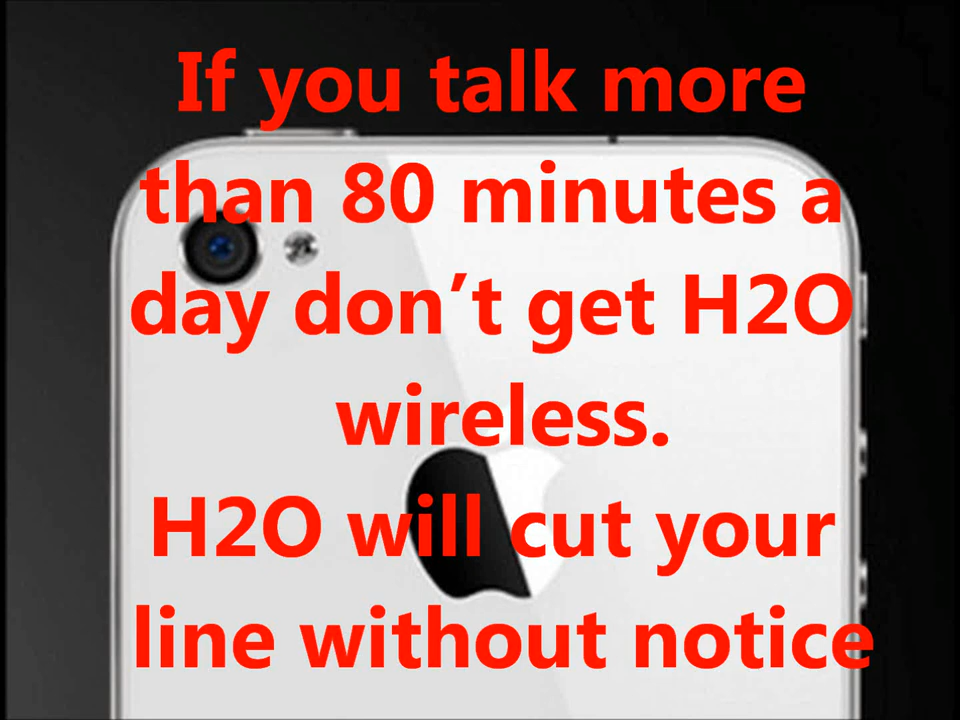 If you talk more
than 80 minutes a
day don’t get H2O
wireless.
H2O will cut your
line without notice